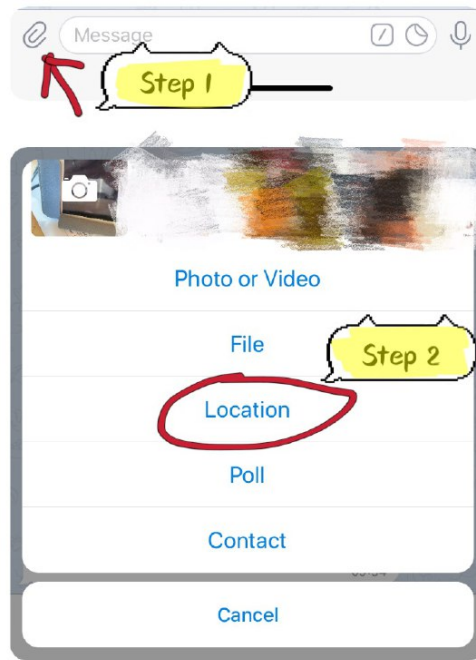 Message
Step 1
Photo or Video
File
Step 2
Location
Poll
Contact
Cancel